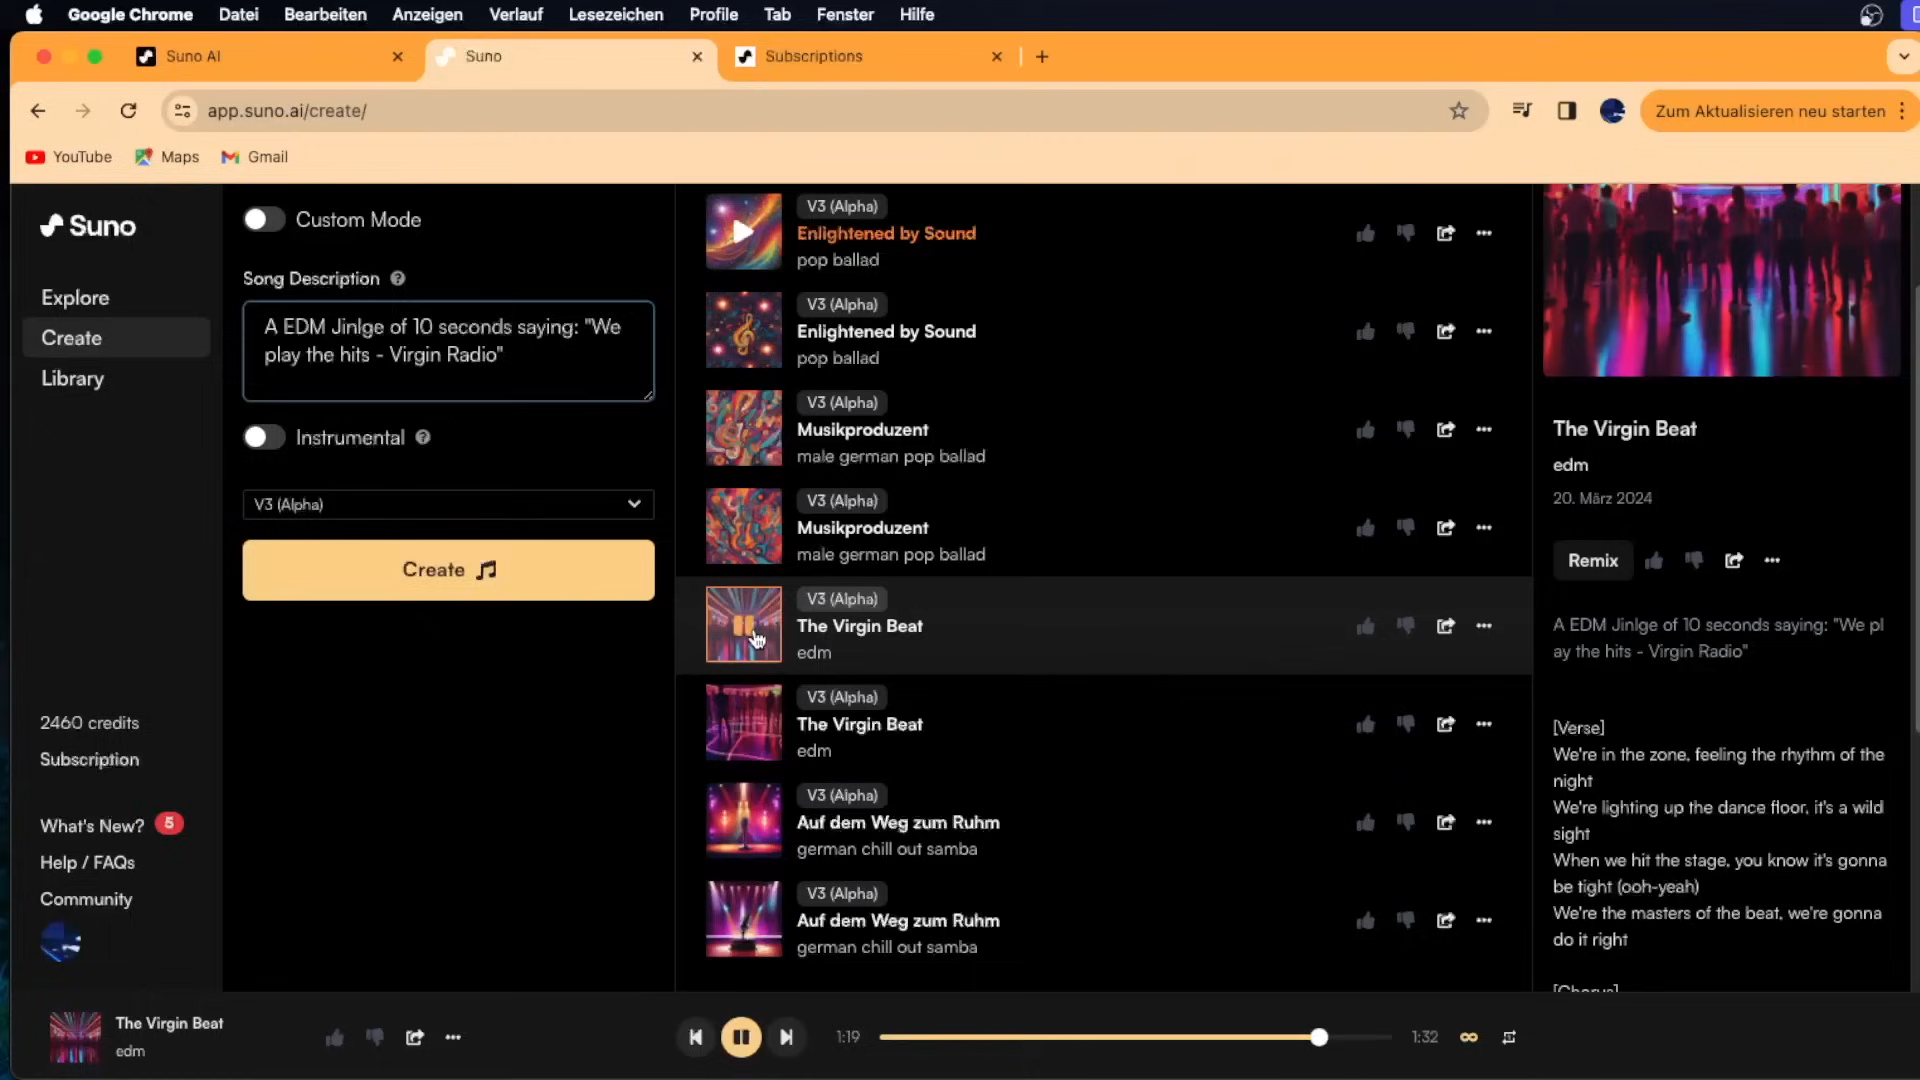 Google Chrome Datei Bearbeiten Anzeigen Verlauf Lesezeichen Profile Tab Fenster Hilfe
Suno AI
Suno
Subscriptions
app.suno.ai/create/
Zum Aktualisieren neu starten
YouTube
Maps
Gmail
Suno
Explore
Create
Library
2460 credits
Subscription
What's New? 5
Help / FAQs
Community
Custom Mode
Song Description
A EDM Jinlge of 10 seconds saying: "We
play the hits - Virgin Radio"
Instrumental
V3 (Alpha)
Create
V3 (Alpha)
Enlightened by Sound
pop ballad
V3 (Alpha)
Enlightened by Sound
pop ballad
V3 (Alpha)
Musikproduzent
male german pop ballad
V3 (Alpha)
Musikproduzent
male german pop ballad
V3 (Alpha)
The Virgin Beat
edm
V3 (Alpha)
The Virgin Beat
edm
V3 (Alpha)
Auf dem Weg zum Ruhm
german chill out samba
V3 (Alpha)
Auf dem Weg zum Ruhm
german chill out samba
The Virgin Beat
edm
20. März 2024
Remix
A EDM Jinlge of 10 seconds saying: "We pl
ay the hits - Virgin Radio"
[Verse]
We're in the zone, feeling the rhythm of the
night
We're lighting up the dance floor, it's a wild
sight
When we hit the stage, you know it's gonna
be tight (ooh-yeah)
We're the masters of the beat, we're gonna
do it right
[Chorus]
The Virgin Beat
edm
1:19
1:32